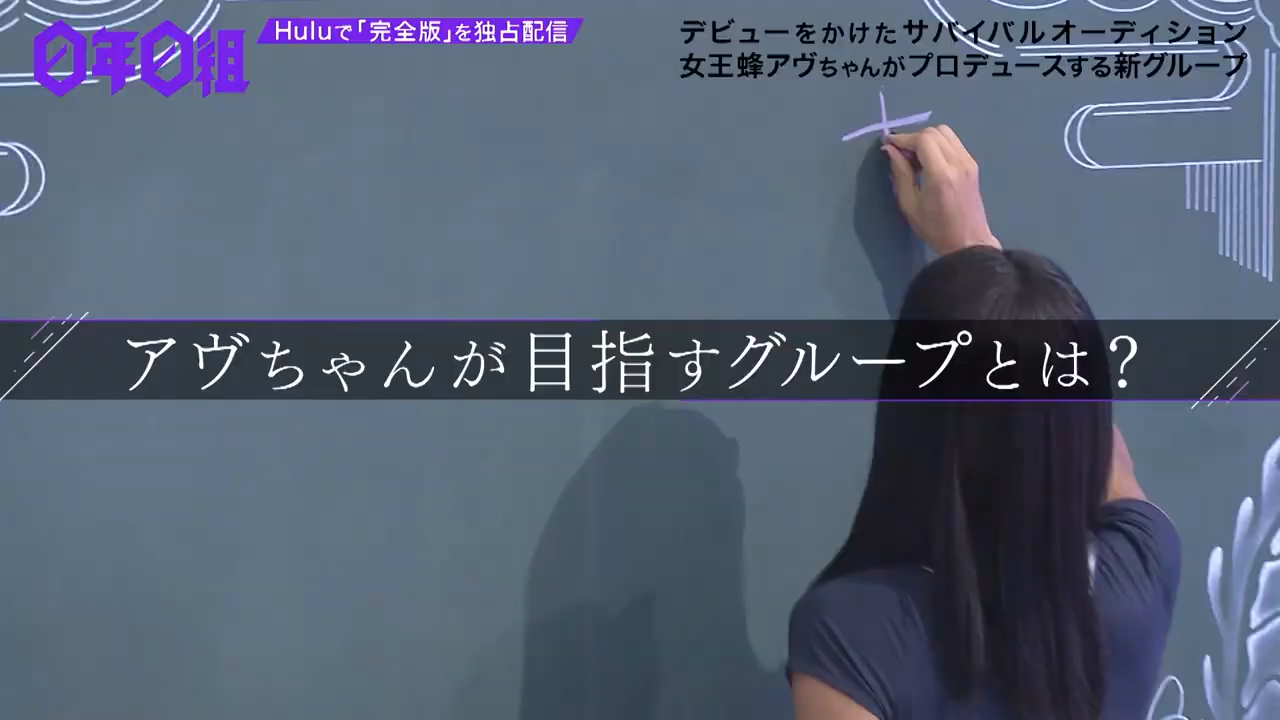 0年0組
Huluで「完全版」を独占配信
デビューをかけたサバイバルオーディション
女王蜂アヴちゃんがプロデュースする新グループ
アヴちゃんが目指すグループとは?